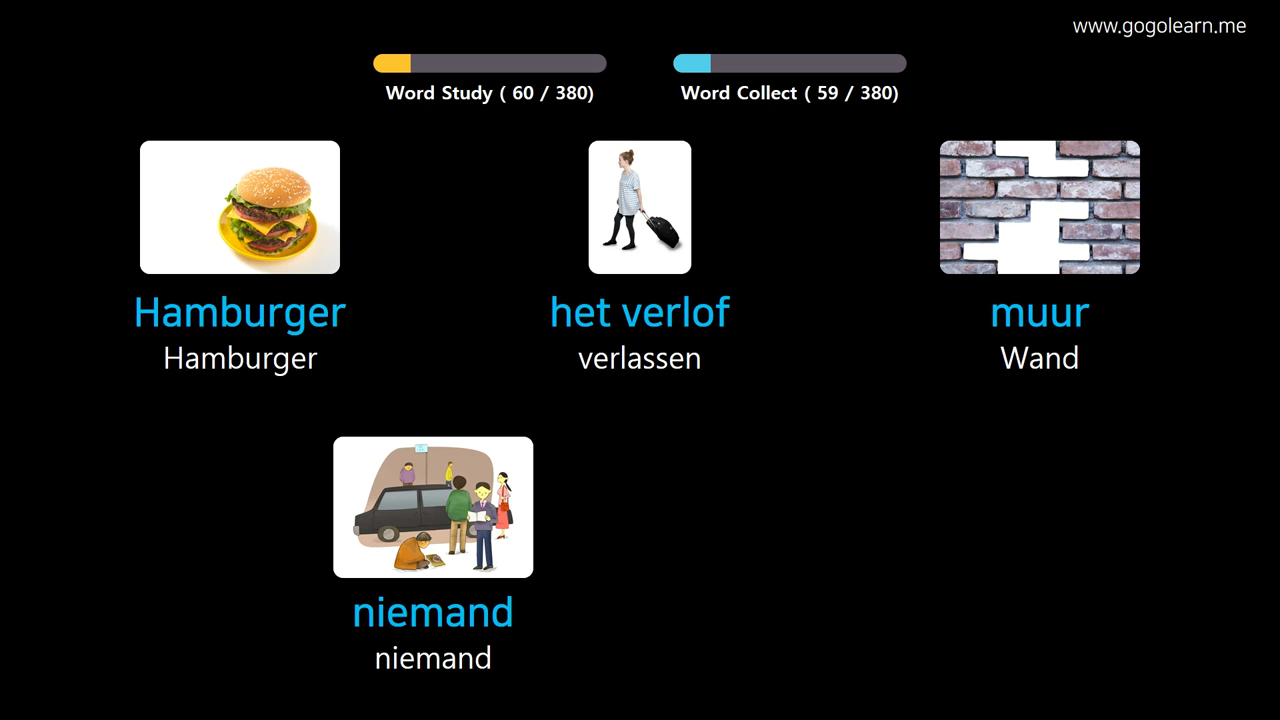 www.gogolearn.me
Word Study ( 60 / 380)
Word Collect ( 59 / 380)
Hamburger
Hamburger
het verlof
verlassen
muur
Wand
niemand
niemand